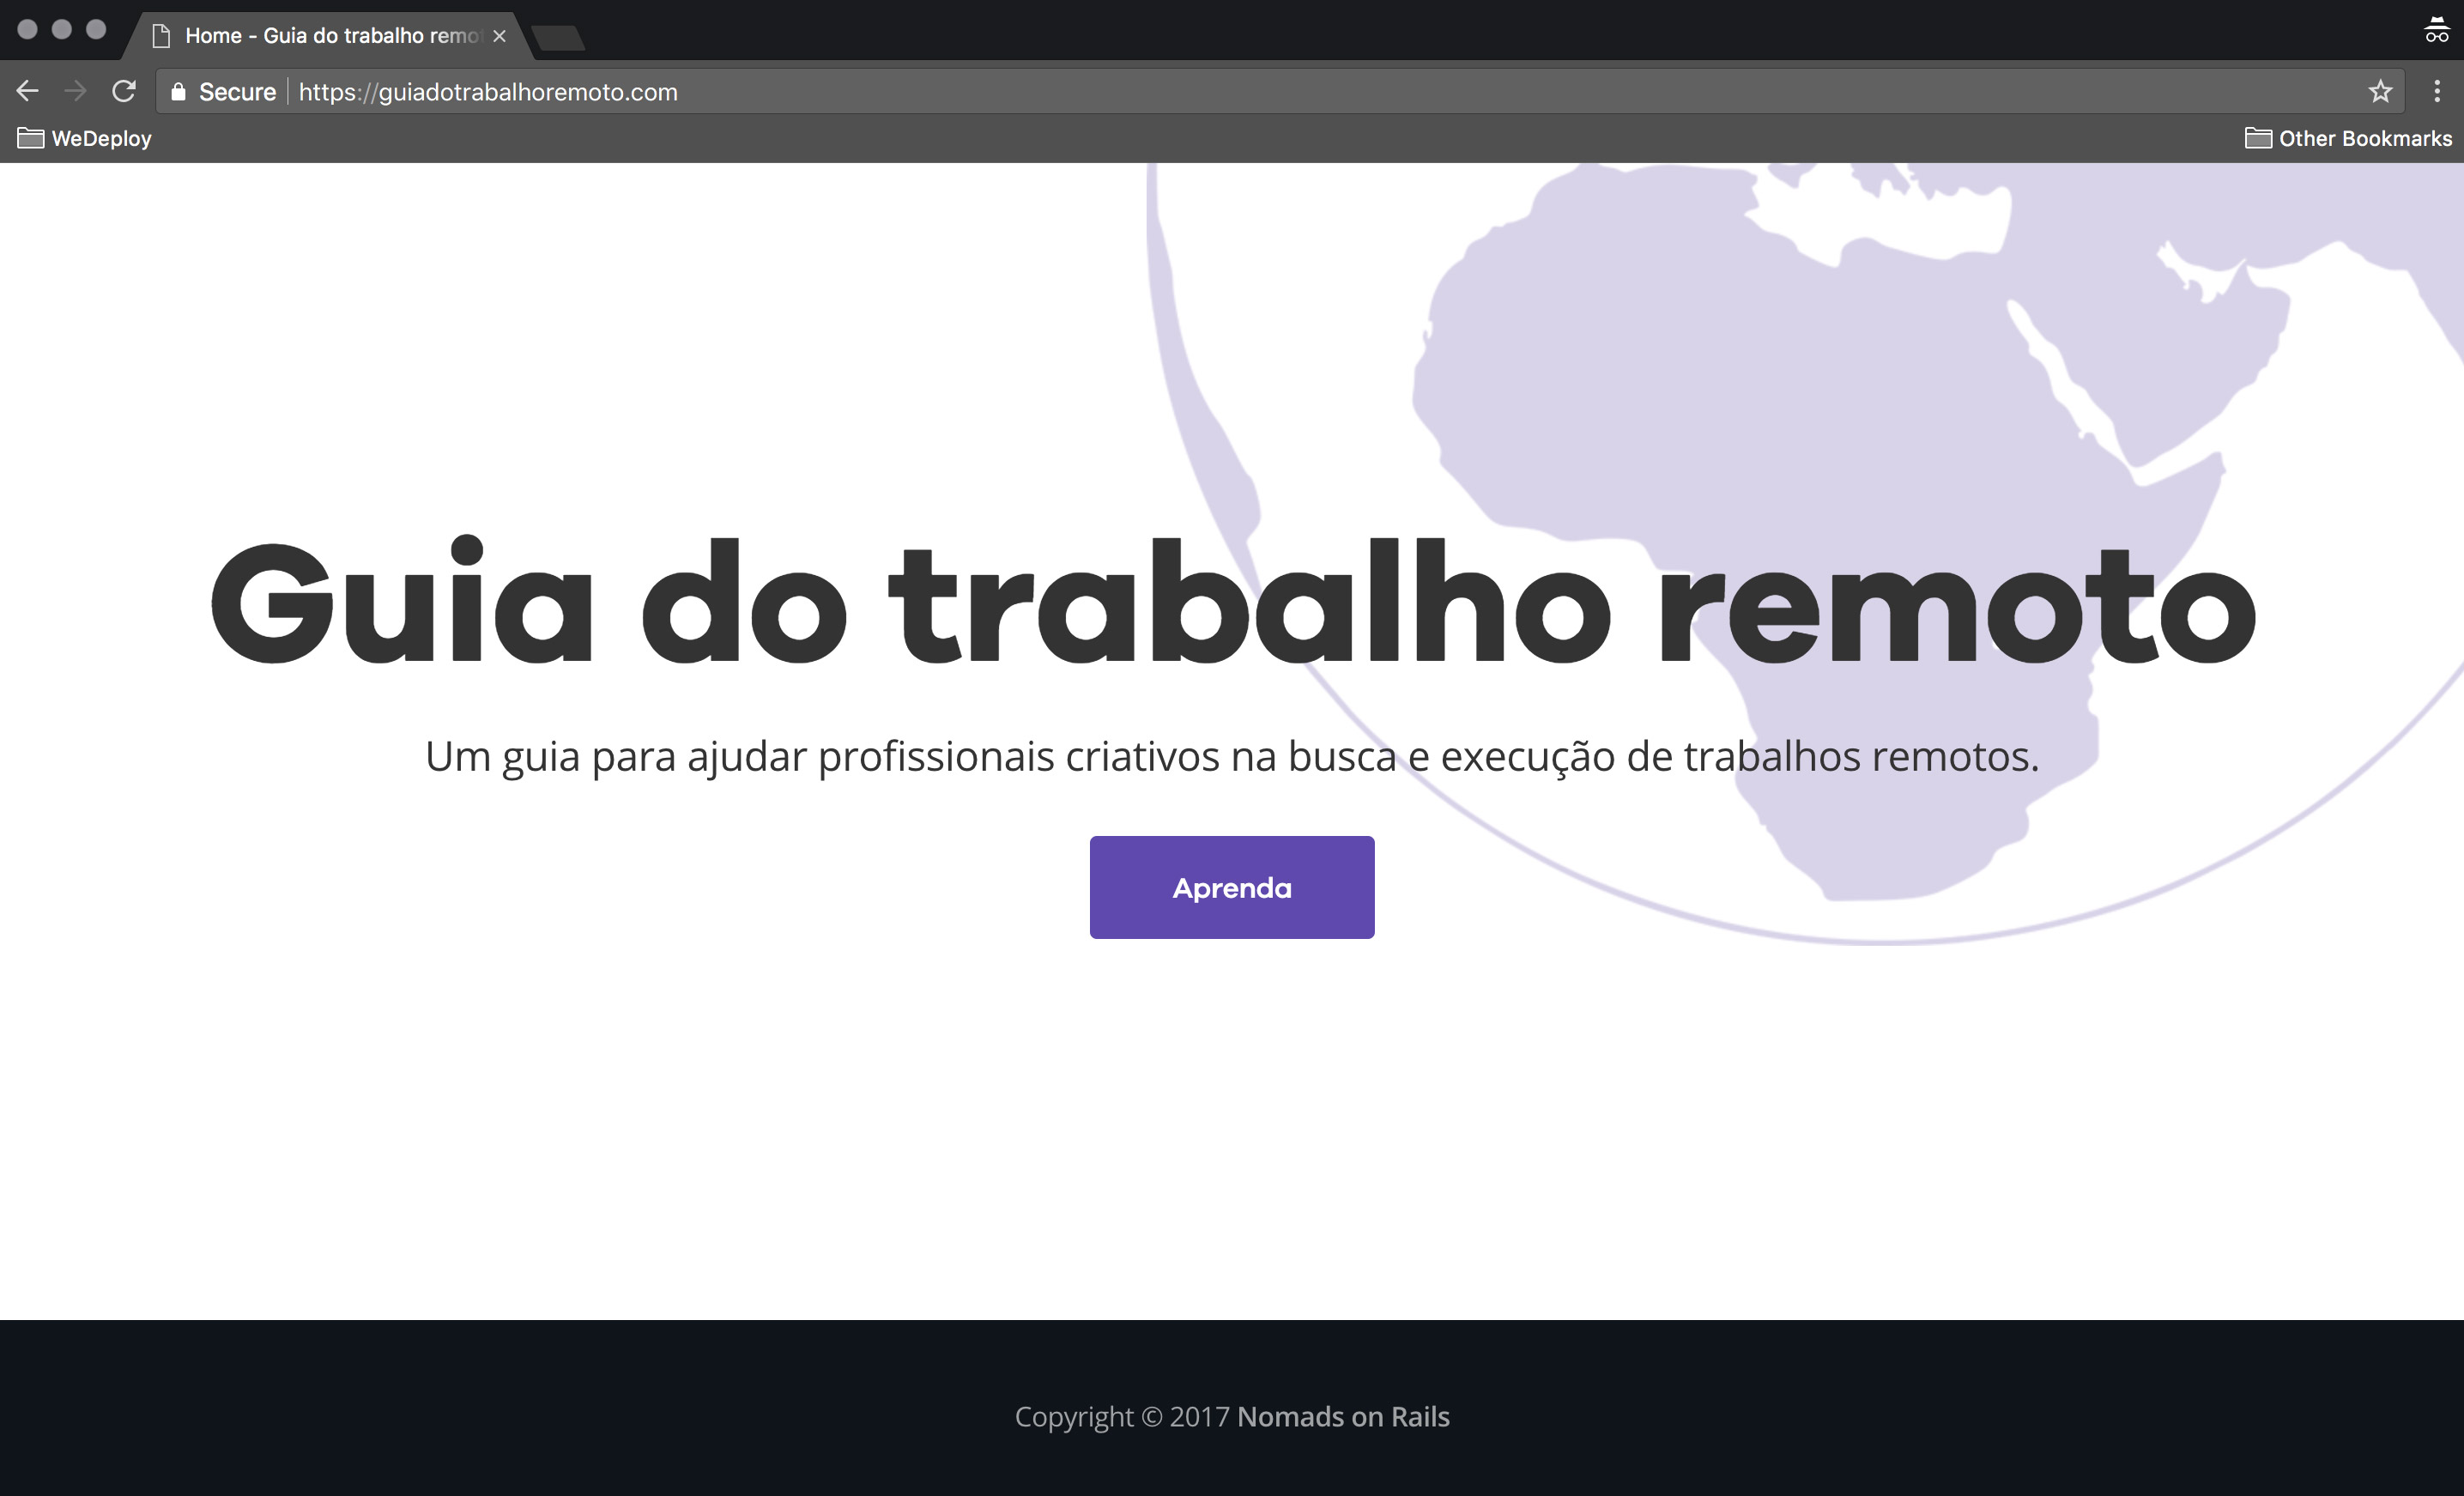 Home - Guia do trabalho remot
Secure
https://guiadotrabalhoremoto.com
WeDeploy
Other Bookmarks
Guia do trabalho remoto
Um guia para ajudar profissionais criativos na busca e execução de trabalhos remotos.
Aprenda
Copyright © 2017 Nomads on Rails